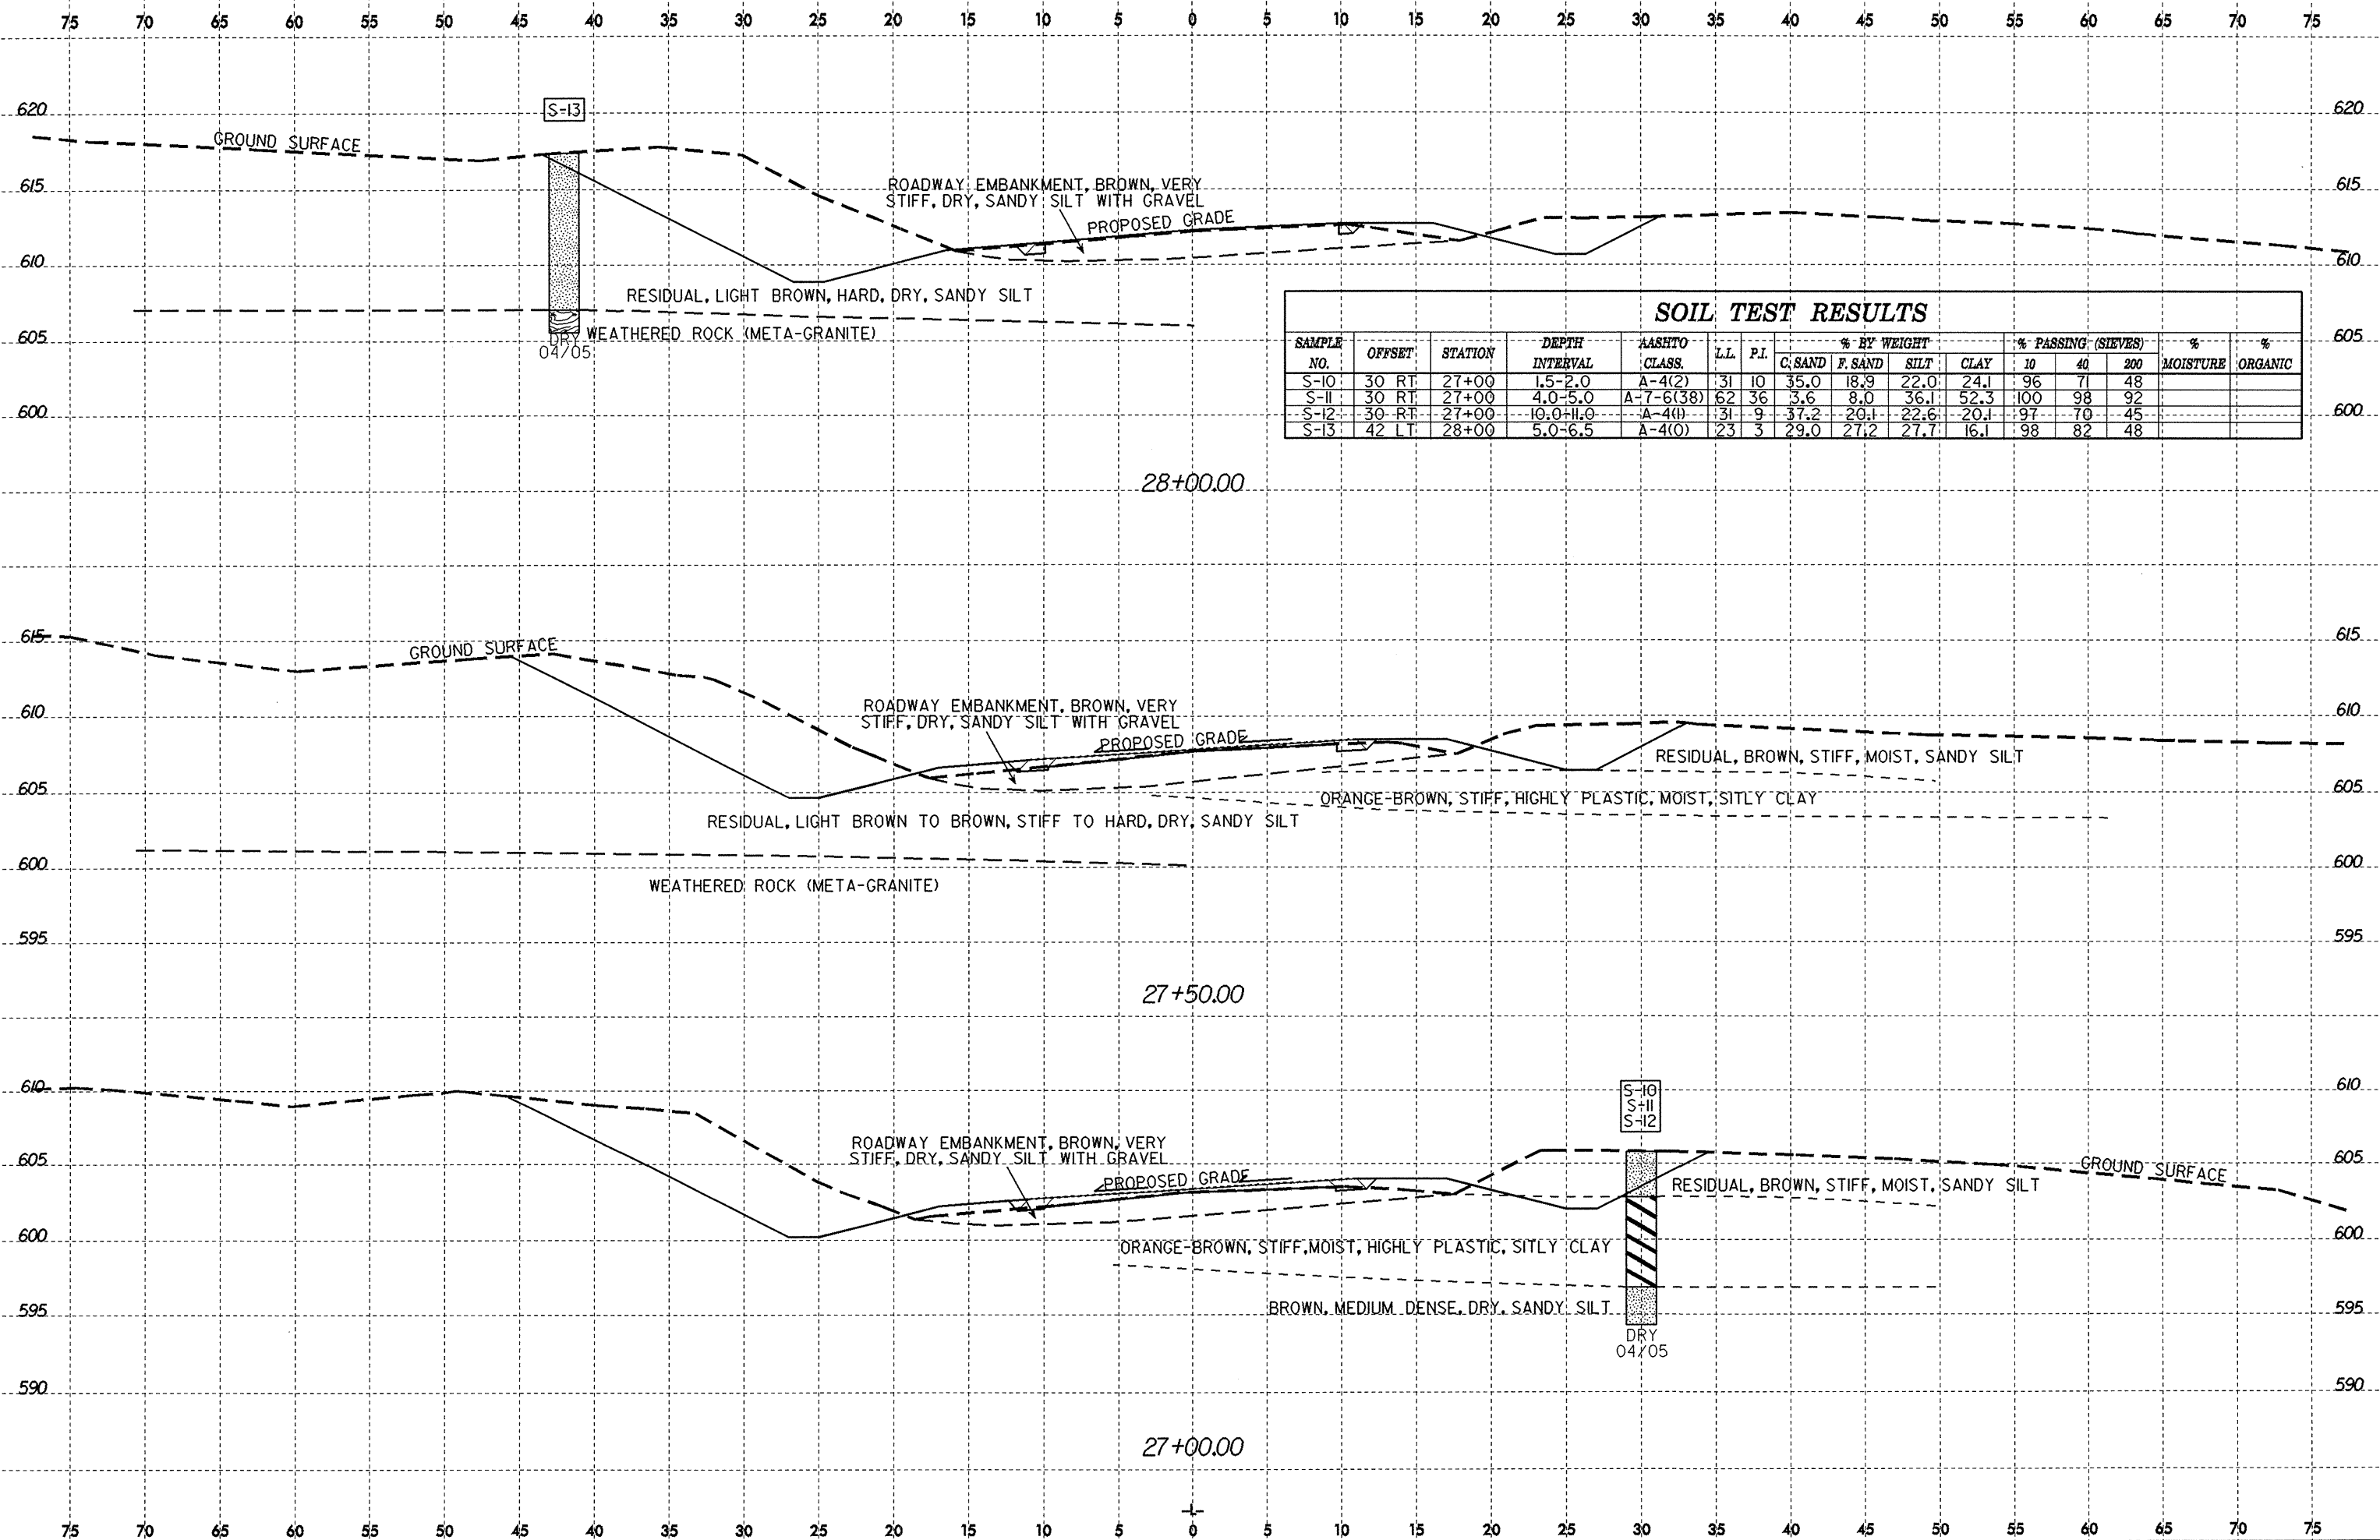 75 70 65 60 55 50 45 40 35 30 25 20 15 10 5 0 5 10 15 20 25 30 35 40 45 50 55 60 65 70 75
620 620
S-13
GROUND SURFACE
615 615
ROADWAY EMBANKMENT, BROWN, VERY
STIFF, DRY, SANDY SILT WITH GRAVEL
PROPOSED GRADE
610 610
RESIDUAL, LIGHT BROWN, HARD, DRY, SANDY SILT
605 605
WEATHERED ROCK (META-GRANITE)
DRY
04/05
SOIL TEST RESULTS
SAMPLE NO. OFFSET STATION DEPTH INTERVAL AASHTO CLASS. L.L. P.I. % BY WEIGHT % PASSING (SIEVES) % MOISTURE % ORGANIC
C. SAND F. SAND SILT CLAY 10 40 200
S-10 30 RT 27+00 1.5-2.0 A-4(2) 31 10 35.0 18.9 22.0 24.1 96 71 48
S-11 30 RT 27+00 4.0-5.0 A-7-6(38) 62 36 3.6 8.0 36.1 52.3 100 98 92
S-12 30 RT 27+00 10.0-11.0 A-4(1) 31 9 37.2 20.1 22.6 20.1 97 70 45
S-13 42 LT 28+00 5.0-6.5 A-4(0) 23 3 29.0 27.2 27.7 16.1 98 82 48
600 600
28+00.00
615 615
GROUND SURFACE
610 610
ROADWAY EMBANKMENT, BROWN, VERY
STIFF, DRY, SANDY SILT WITH GRAVEL
PROPOSED GRADE
RESIDUAL, BROWN, STIFF, MOIST, SANDY SILT
605 605
ORANGE-BROWN, STIFF, HIGHLY PLASTIC, MOIST, SITLY CLAY
RESIDUAL, LIGHT BROWN TO BROWN, STIFF TO HARD, DRY, SANDY SILT
600 600
WEATHERED ROCK (META-GRANITE)
595 595
27+50.00
610 610
S-10
S-11
S-12
ROADWAY EMBANKMENT, BROWN, VERY
STIFF, DRY, SANDY SILT WITH GRAVEL
605 605
GROUND SURFACE
PROPOSED GRADE
RESIDUAL, BROWN, STIFF, MOIST, SANDY SILT
600 600
ORANGE-BROWN, STIFF, MOIST, HIGHLY PLASTIC, SITLY CLAY
595 595
BROWN, MEDIUM DENSE, DRY, SANDY SILT
DRY
04/05
590 590
27+00.00
75 70 65 60 55 50 45 40 35 30 25 20 15 10 5 0 5 10 15 20 25 30 35 40 45 50 55 60 65 70 75